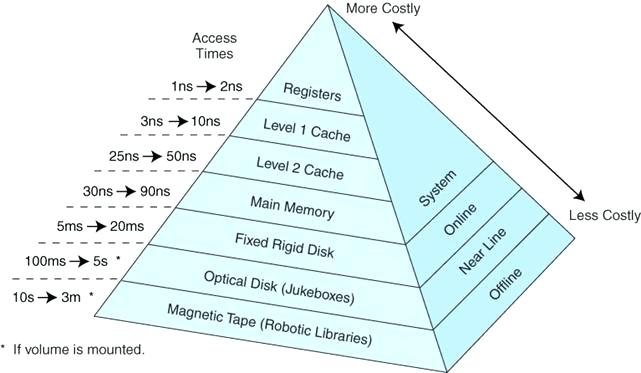 More Costly
Access
Times
1ns → 2ns
Registers
3ns → 10ns
Level 1 Cache
25ns → 50ns
Level 2 Cache
System
30ns → 90ns
Main Memory
Less Costly
Online
5ms → 20ms
Fixed Rigid Disk
Near Line
100ms → 5s *
Optical Disk (Jukeboxes)
Offline
10s → 3m *
Magnetic Tape (Robotic Libraries)
* If volume is mounted.